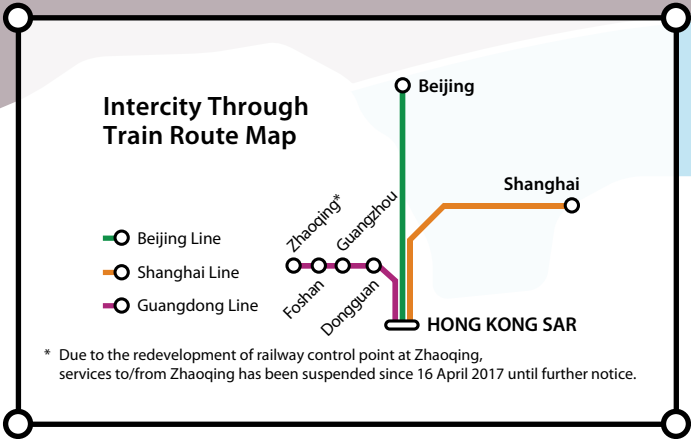 Intercity Through
Train Route Map
Beijing
Shanghai
Zhaoqing*
Guangzhou
Foshan
Dongguan
Beijing Line
Shanghai Line
Guangdong Line
HONG KONG SAR
* Due to the redevelopment of railway control point at Zhaoqing,
services to/from Zhaoqing has been suspended since 16 April 2017 until further notice.